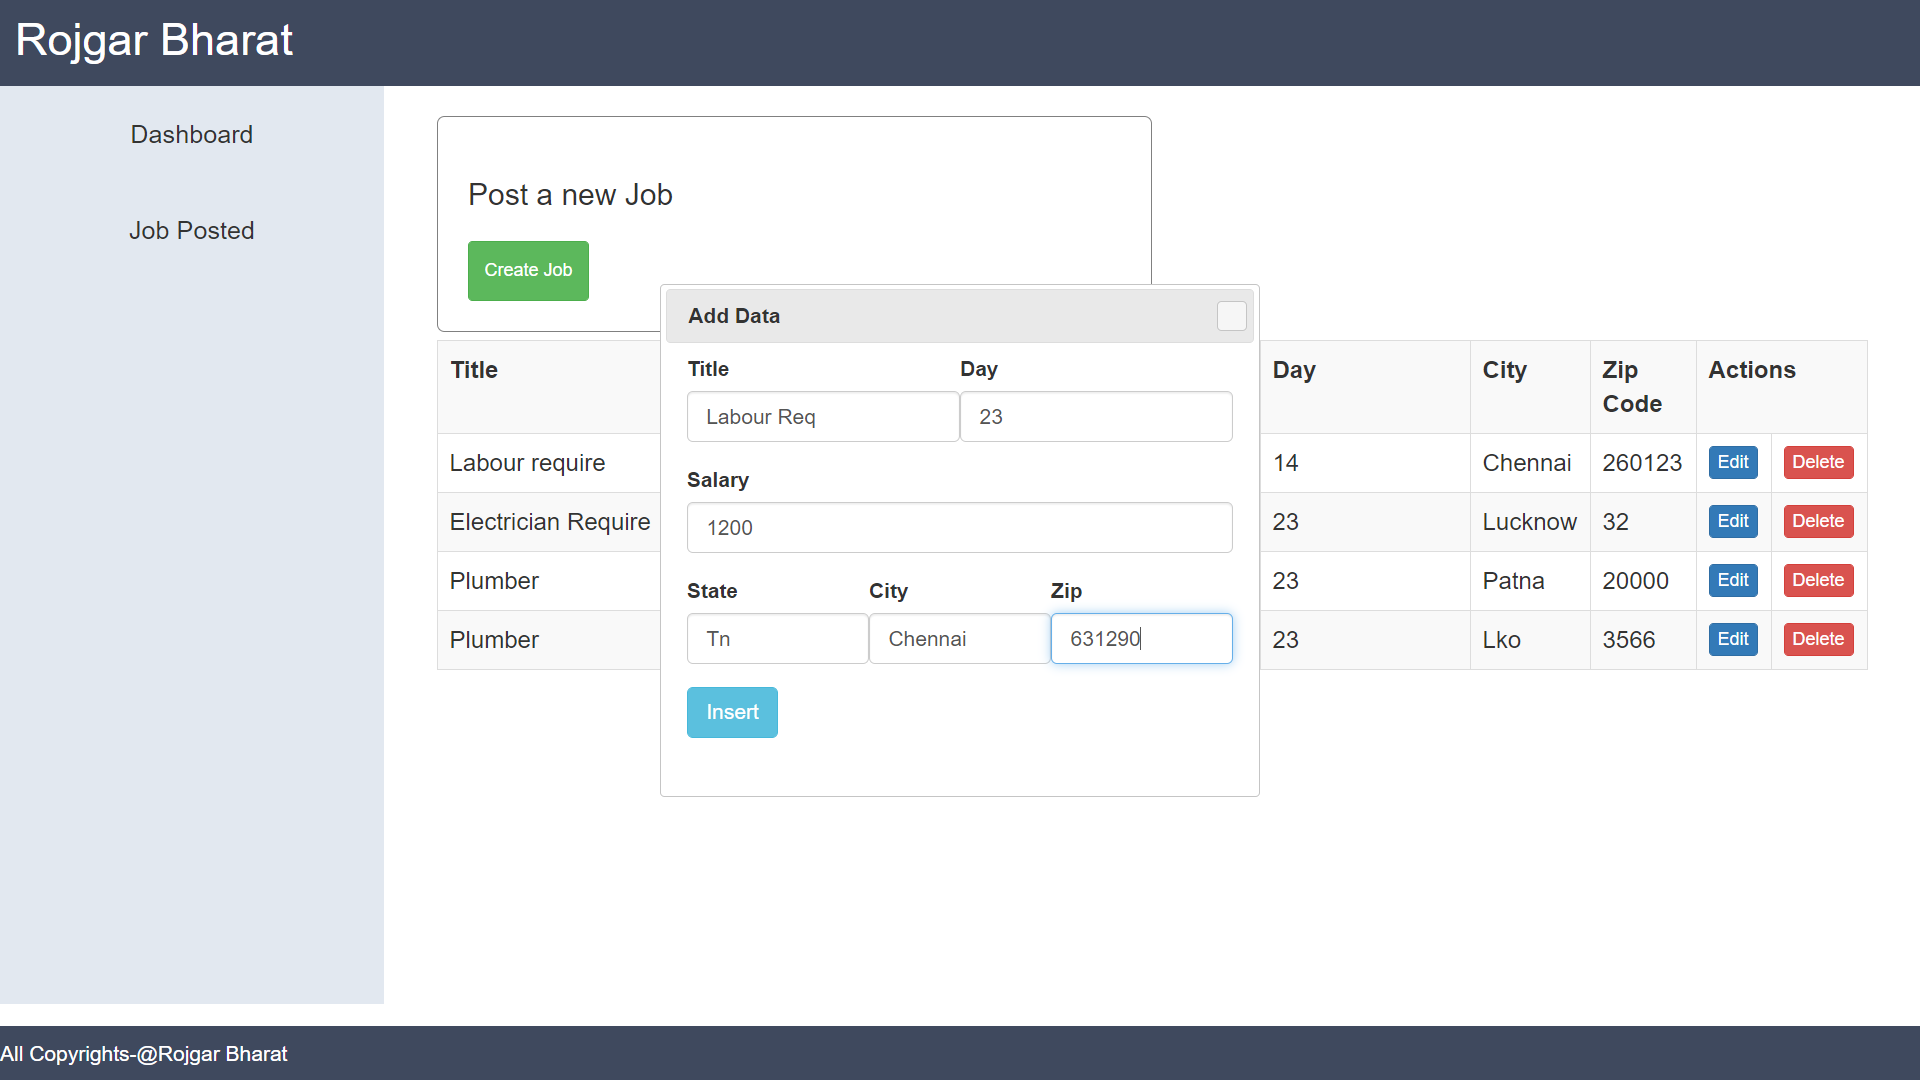 Rojgar Bharat
Dashboard
Job Posted
Post a new Job
Create Job
Add Data
Title Day
Labour Req 23
Salary
1200
State City Zip
Tn Chennai 631290
Insert
Title Day City Zip Code Actions
Labour require 14 Chennai 260123 Edit Delete
Electrician Require 23 Lucknow 32 Edit Delete
Plumber 23 Patna 20000 Edit Delete
Plumber 23 Lko 3566 Edit Delete
All Copyrights-@Rojgar Bharat